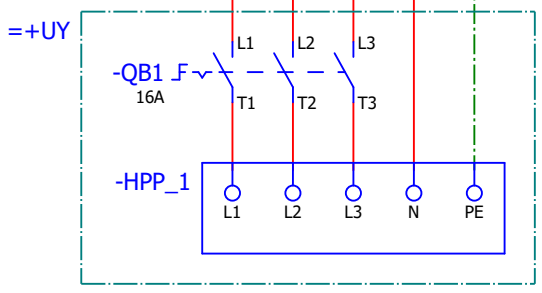 =+UY
L1 L2 L3
-QB1
16A
T1 T2 T3
-HPP_1
L1 L2 L3 N PE